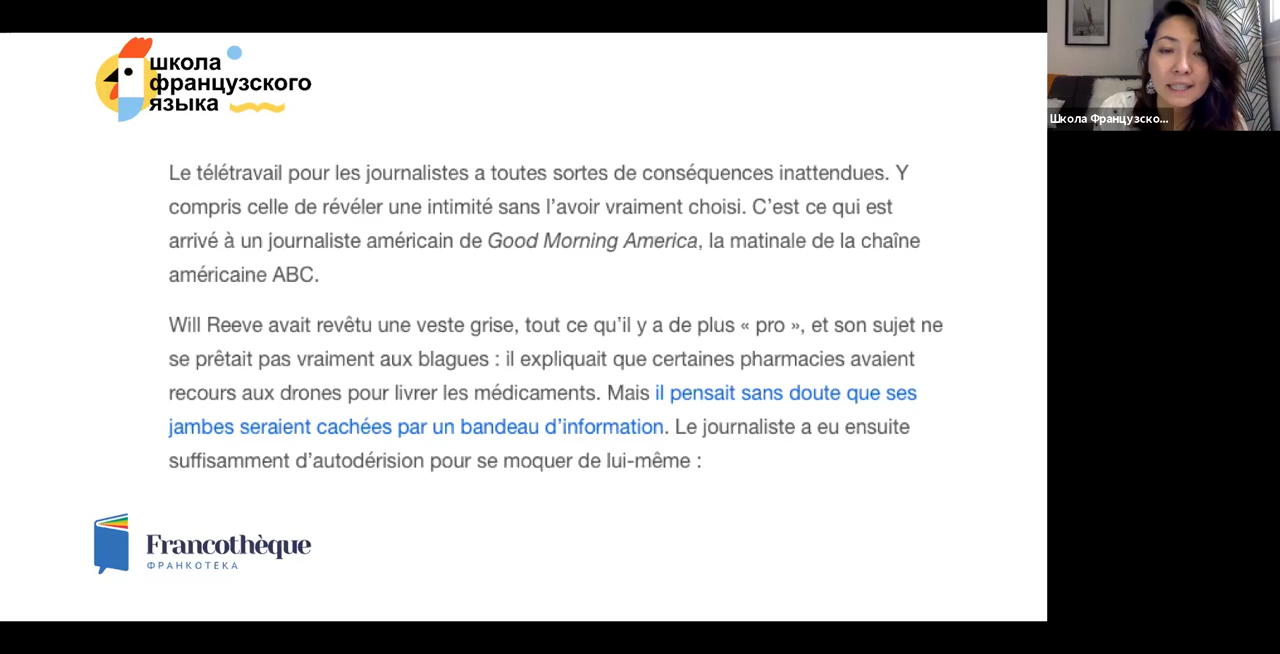 школа
французского
языка
Школа Французско...
Le télétravail pour les journalistes a toutes sortes de conséquences inattendues. Y
compris celle de révéler une intimité sans l’avoir vraiment choisi. C’est ce qui est
arrivé à un journaliste américain de Good Morning America, la matinale de la chaîne
américaine ABC.
Will Reeve avait revêtu une veste grise, tout ce qu’il y a de plus « pro », et son sujet ne
se prêtait pas vraiment aux blagues : il expliquait que certaines pharmacies avaient
recours aux drones pour livrer les médicaments. Mais il pensait sans doute que ses
jambes seraient cachées par un bandeau d’information. Le journaliste a eu ensuite
suffisamment d’autodérision pour se moquer de lui-même :
Francothèque
ФРАНКОТЕКА